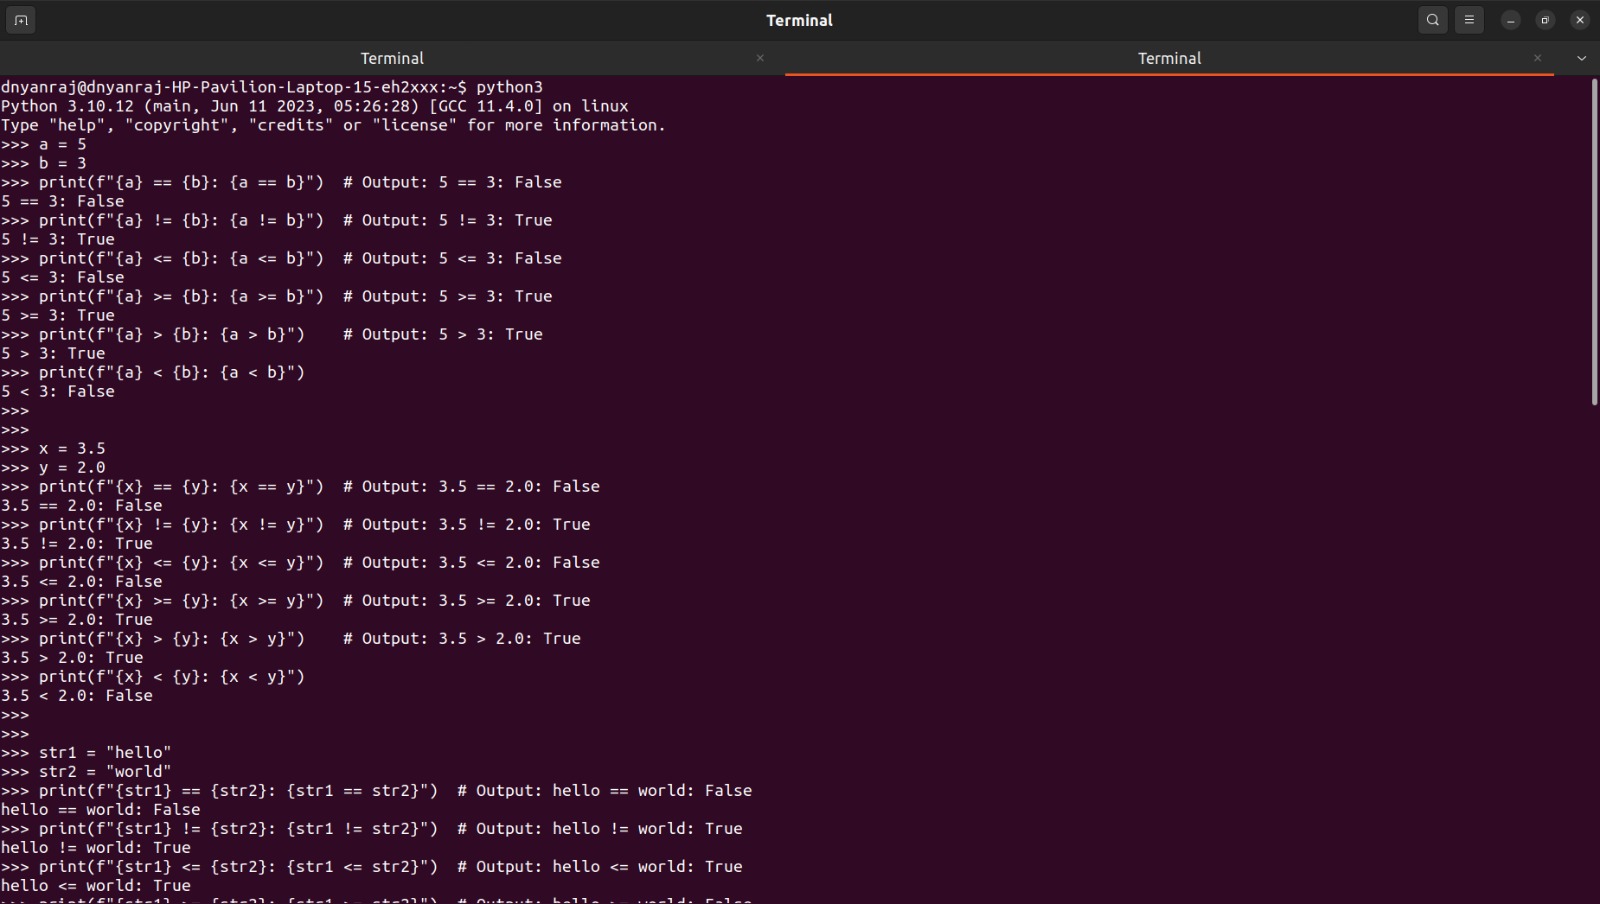 Terminal
Terminal
Terminal
dnyanraj@dnyanraj-HP-Pavilion-Laptop-15-eh2xxx:~$ python3
Python 3.10.12 (main, Jun 11 2023, 05:26:28) [GCC 11.4.0] on linux
Type "help", "copyright", "credits" or "license" for more information.
>>> a = 5
>>> b = 3
>>> print(f"{a} == {b}: {a == b}")  # Output: 5 == 3: False
5 == 3: False
>>> print(f"{a} != {b}: {a != b}")  # Output: 5 != 3: True
5 != 3: True
>>> print(f"{a} <= {b}: {a <= b}")  # Output: 5 <= 3: False
5 <= 3: False
>>> print(f"{a} >= {b}: {a >= b}")  # Output: 5 >= 3: True
5 >= 3: True
>>> print(f"{a} > {b}: {a > b}")    # Output: 5 > 3: True
5 > 3: True
>>> print(f"{a} < {b}: {a < b}")
5 < 3: False
>>>
>>>
>>> x = 3.5
>>> y = 2.0
>>> print(f"{x} == {y}: {x == y}")  # Output: 3.5 == 2.0: False
3.5 == 2.0: False
>>> print(f"{x} != {y}: {x != y}")  # Output: 3.5 != 2.0: True
3.5 != 2.0: True
>>> print(f"{x} <= {y}: {x <= y}")  # Output: 3.5 <= 2.0: False
3.5 <= 2.0: False
>>> print(f"{x} >= {y}: {x >= y}")  # Output: 3.5 >= 2.0: True
3.5 >= 2.0: True
>>> print(f"{x} > {y}: {x > y}")    # Output: 3.5 > 2.0: True
3.5 > 2.0: True
>>> print(f"{x} < {y}: {x < y}")
3.5 < 2.0: False
>>>
>>>
>>> str1 = "hello"
>>> str2 = "world"
>>> print(f"{str1} == {str2}: {str1 == str2}")  # Output: hello == world: False
hello == world: False
>>> print(f"{str1} != {str2}: {str1 != str2}")  # Output: hello != world: True
hello != world: True
>>> print(f"{str1} <= {str2}: {str1 <= str2}")  # Output: hello <= world: True
hello <= world: True